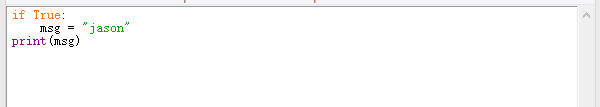 if True:
    msg = "jason"
print(msg)